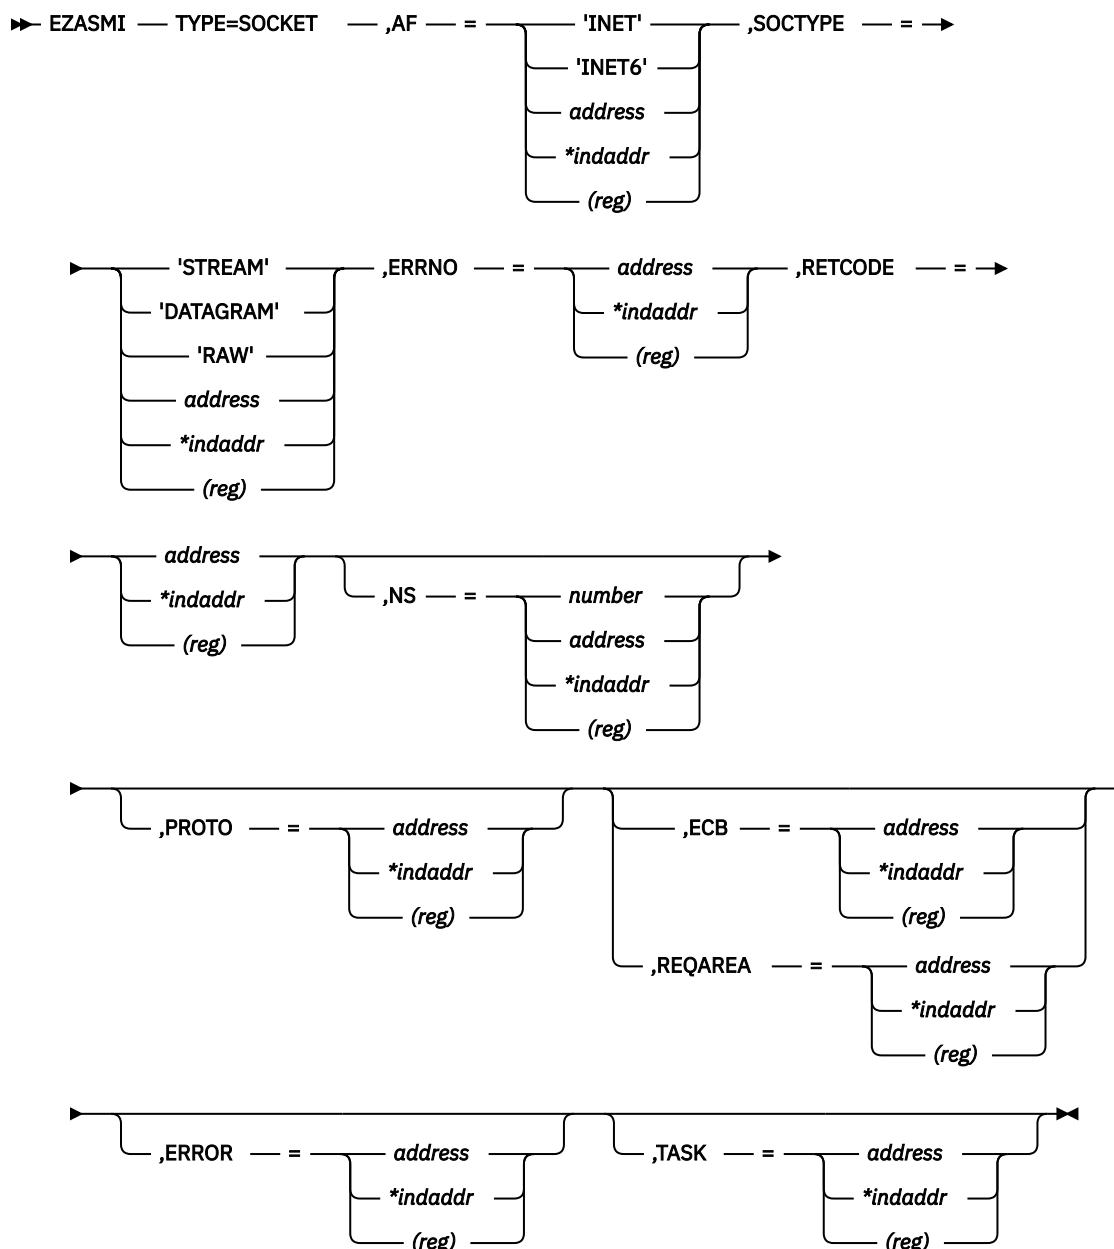 EZASMI TYPE=SOCKET ,AF = 'INET' ,SOCTYPE =
'INET6'
address
*indaddr
(reg)
'STREAM' ,ERRNO = address ,RETCODE =
'DATAGRAM' *indaddr
'RAW' (reg)
address
*indaddr
(reg)
address
*indaddr ,NS = number
(reg) address
*indaddr
(reg)
,PROTO = address ,ECB = address
*indaddr *indaddr
(reg) (reg)
,REQAREA = address
*indaddr
(reg)
,ERROR = address ,TASK = address
*indaddr *indaddr
(reg) (reg)